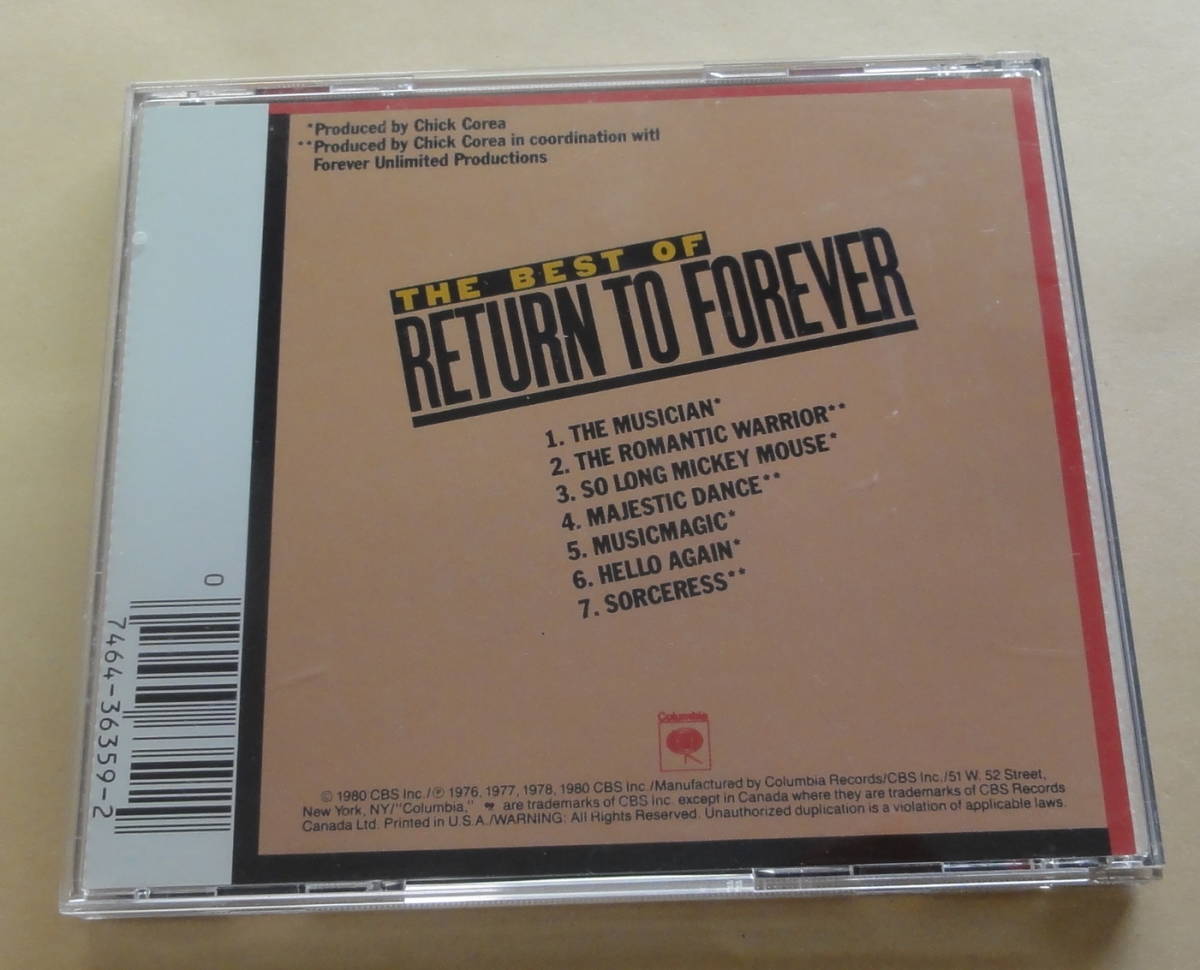 *Produced by Chick Corea
**Produced by Chick Corea in coordination witl
Forever Unlimited Productions
THE BEST OF
RETURN TO FOREVER
1. THE MUSICIAN*
2. THE ROMANTIC WARRIOR**
3. SO LONG MICKEY MOUSE*
4. MAJESTIC DANCE**
5. MUSICMAGIC*
6. HELLO AGAIN*
7. SORCERESS**
Columbia
© 1980 CBS Inc./℗ 1976, 1977, 1978, 1980 CBS Inc./Manufactured by Columbia Records/CBS Inc./51 W. 52 Street,
New York, NY/"Columbia," are trademarks of CBS Inc. except in Canada where they are trademarks of CBS Records
Canada Ltd. Printed in U.S.A./WARNING: All Rights Reserved. Unauthorized duplication is a violation of applicable laws.
0
7464-36359-2